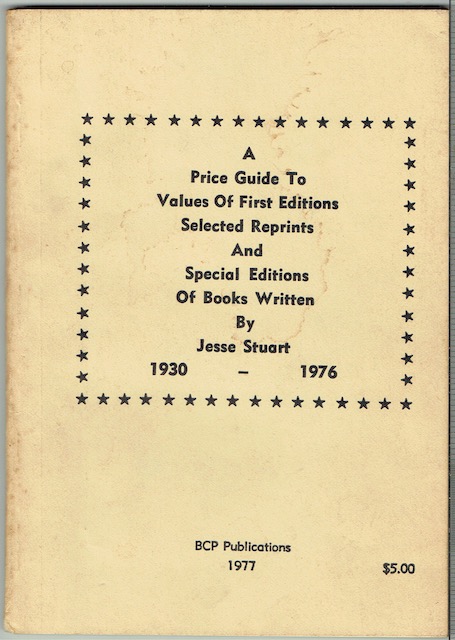 A
Price Guide To
Values Of First Editions
Selected Reprints
And
Special Editions
Of Books Written
By
Jesse Stuart
1930 – 1976
BCP Publications
1977
$5.00